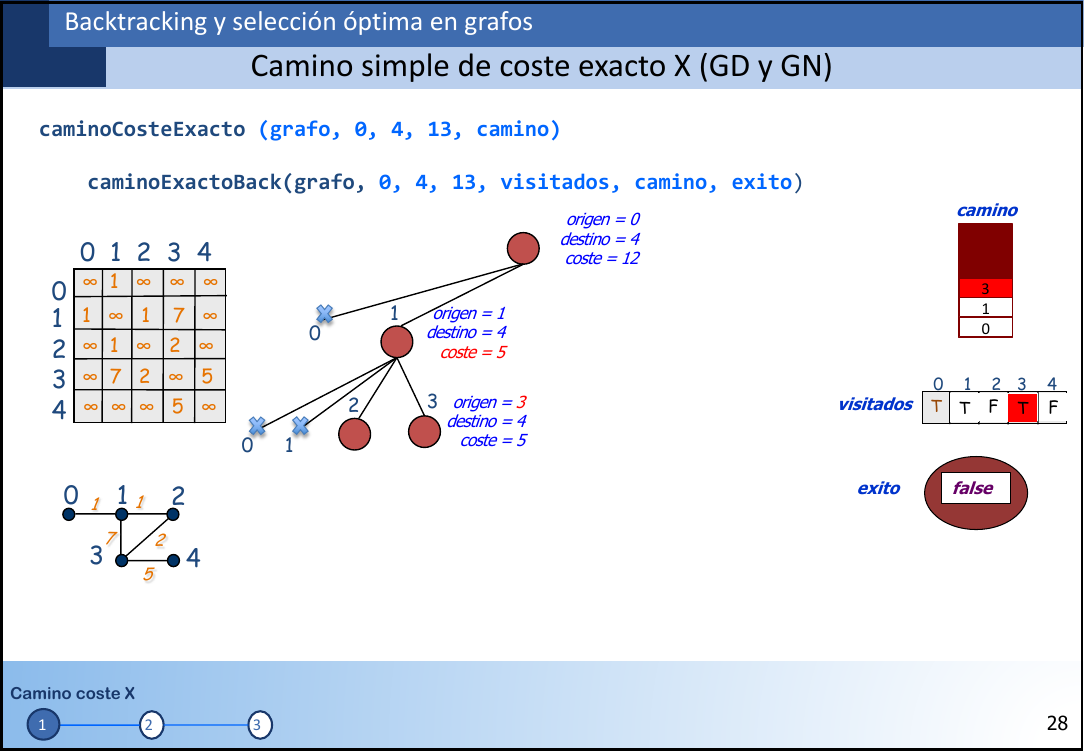 Backtracking y selección óptima en grafos
Camino simple de coste exacto X (GD y GN)
caminoCosteExacto (grafo, 0, 4, 13, camino)
caminoExactoBack(grafo, 0, 4, 13, visitados, camino, exito)
origen = 0
destino = 4
coste = 12
0 1 2 3 4
0 ∞ 1 ∞ ∞ ∞
1 1 ∞ 1 7 ∞
2 ∞ 1 ∞ 2 ∞
3 ∞ 7 2 ∞ 5
4 ∞ ∞ ∞ 5 ∞
0
1
origen = 1
destino = 4
coste = 5
0
1
2
3
origen = 3
destino = 4
coste = 5
camino
3
1
0
0 1 2 3 4
visitados T T F T F
exito false
0 1 1 1 2
7 2
3 4
5
Camino coste X
1 2 3
28